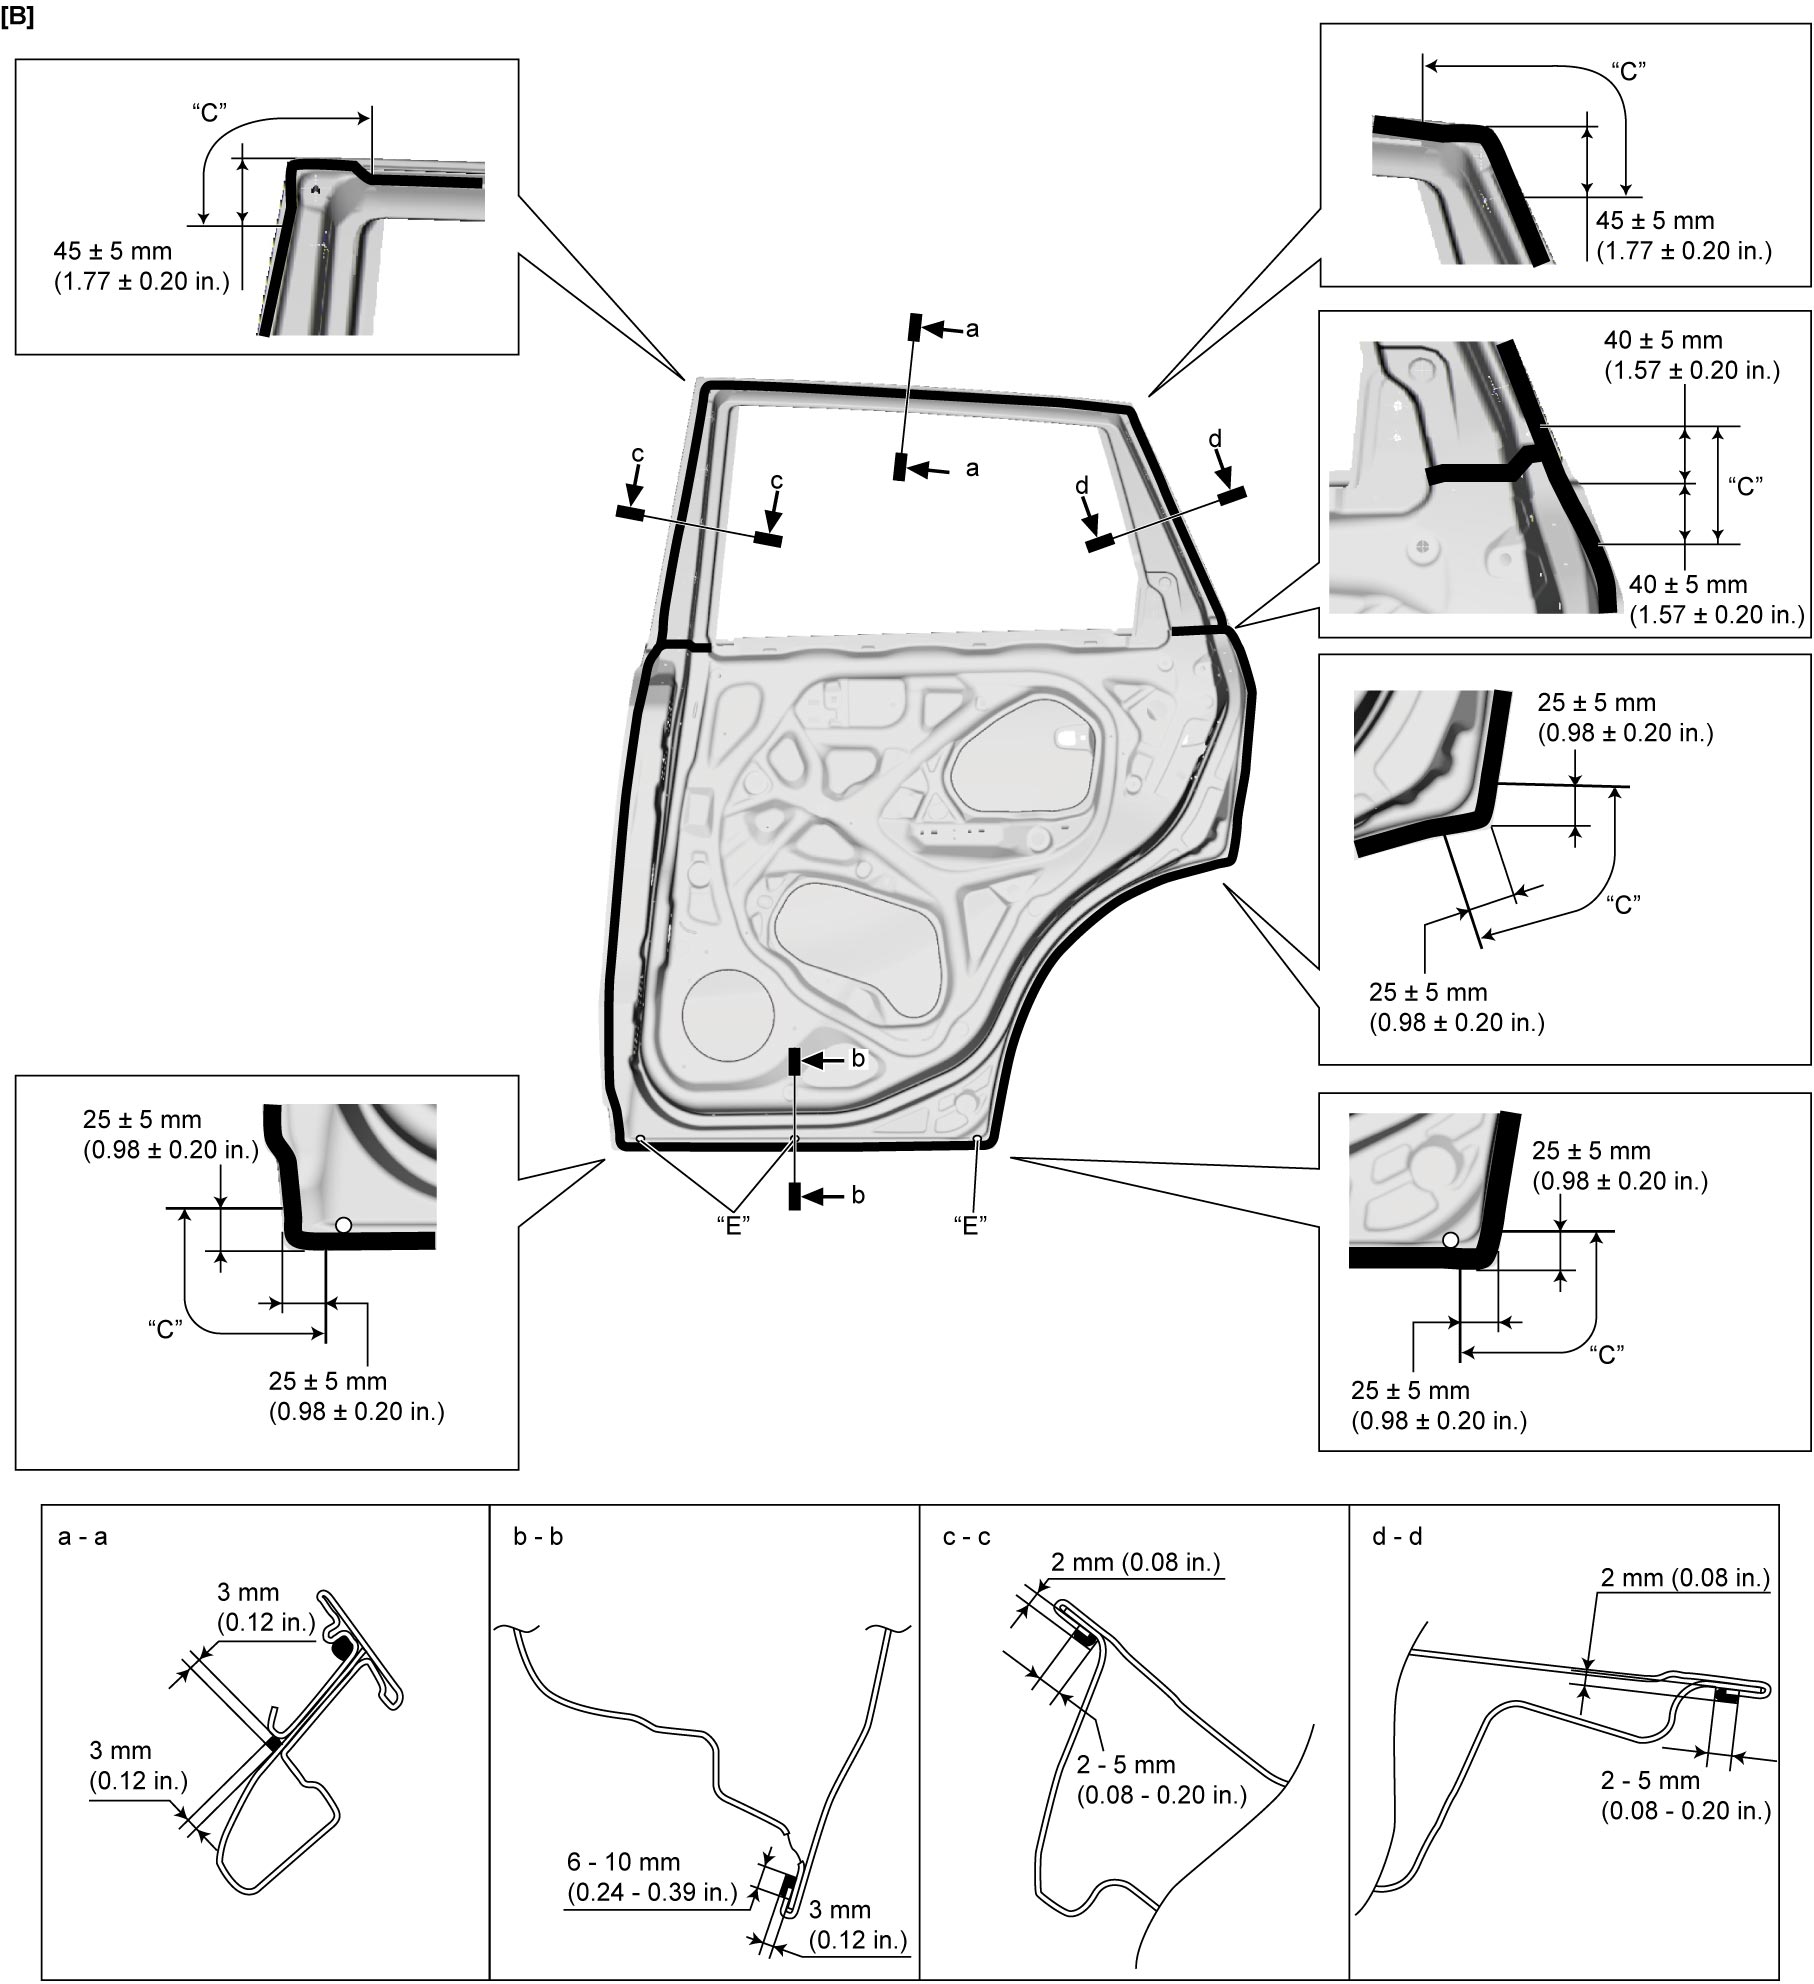 [B]
“C”
45 ± 5 mm
(1.77 ± 0.20 in.)
“C”
45 ± 5 mm
(1.77 ± 0.20 in.)
40 ± 5 mm
(1.57 ± 0.20 in.)
“C”
40 ± 5 mm
(1.57 ± 0.20 in.)
a
a
c
c
d
d
25 ± 5 mm
(0.98 ± 0.20 in.)
“C”
25 ± 5 mm
(0.98 ± 0.20 in.)
b
b
“E”
“E”
25 ± 5 mm
(0.98 ± 0.20 in.)
“C”
25 ± 5 mm
(0.98 ± 0.20 in.)
25 ± 5 mm
(0.98 ± 0.20 in.)
“C”
25 ± 5 mm
(0.98 ± 0.20 in.)
a - a
3 mm
(0.12 in.)
3 mm
(0.12 in.)
b - b
6 - 10 mm
(0.24 - 0.39 in.)
3 mm
(0.12 in.)
c - c
2 mm (0.08 in.)
2 - 5 mm
(0.08 - 0.20 in.)
d - d
2 mm (0.08 in.)
2 - 5 mm
(0.08 - 0.20 in.)